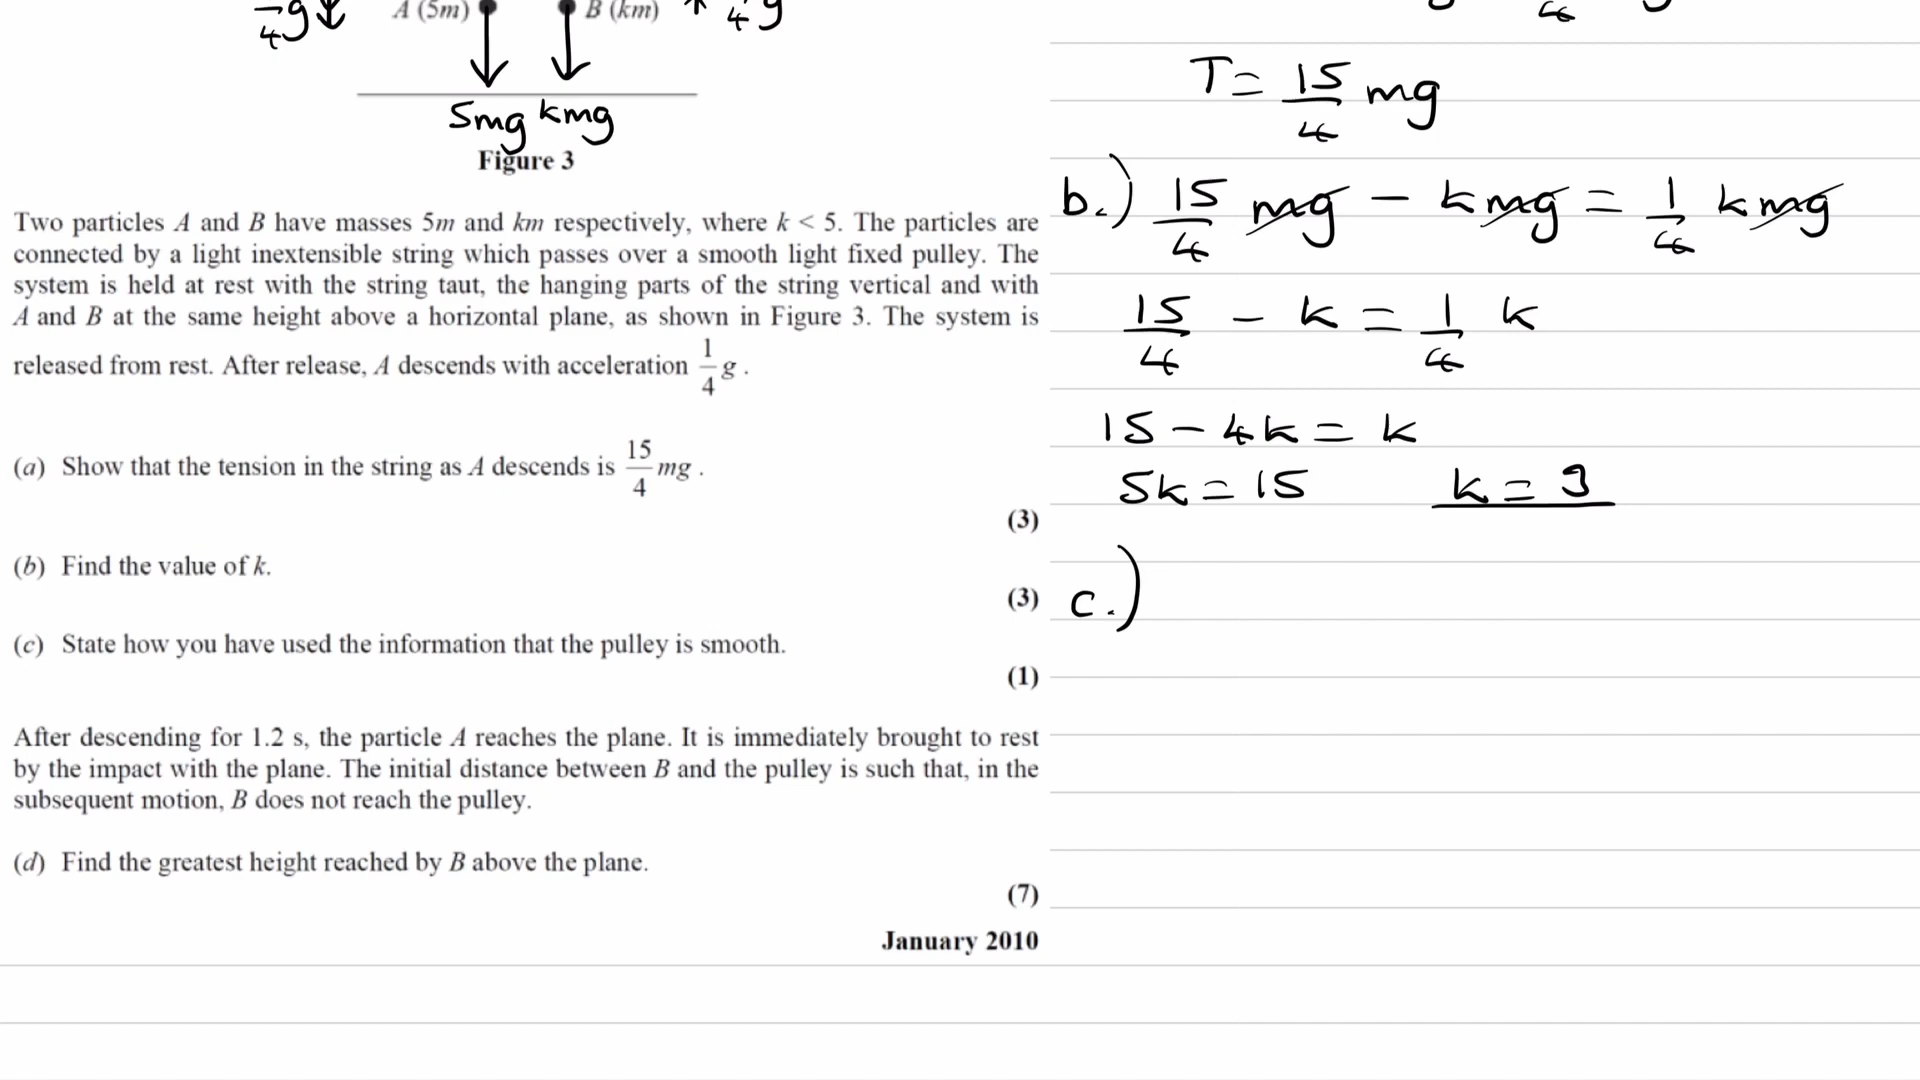 A (5m)
B (km)
4 g
4 g
5mg kmg
Figure 3
Two particles A and B have masses 5m and km respectively, where k < 5. The particles are
connected by a light inextensible string which passes over a smooth light fixed pulley. The
system is held at rest with the string taut, the hanging parts of the string vertical and with
A and B at the same height above a horizontal plane, as shown in Figure 3. The system is
released from rest. After release, A descends with acceleration 1/4 g .
(a) Show that the tension in the string as A descends is 15/4 mg .
(3)
(b) Find the value of k.
(3)
(c) State how you have used the information that the pulley is smooth.
(1)
After descending for 1.2 s, the particle A reaches the plane. It is immediately brought to rest
by the impact with the plane. The initial distance between B and the pulley is such that, in the
subsequent motion, B does not reach the pulley.
(d) Find the greatest height reached by B above the plane.
(7)
January 2010
T = 15/4 mg
b.) 15/4 mg - kmg = 1/4 kmg
15/4 - k = 1/4 k
15 - 4k = k
5k = 15 k = 3
c.)